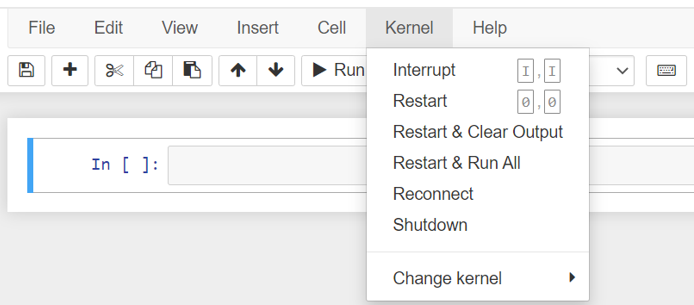 File Edit View Insert Cell Kernel Help
Run
Interrupt I,I
Restart 0,0
Restart & Clear Output
In [ ]:
Restart & Run All
Reconnect
Shutdown
Change kernel